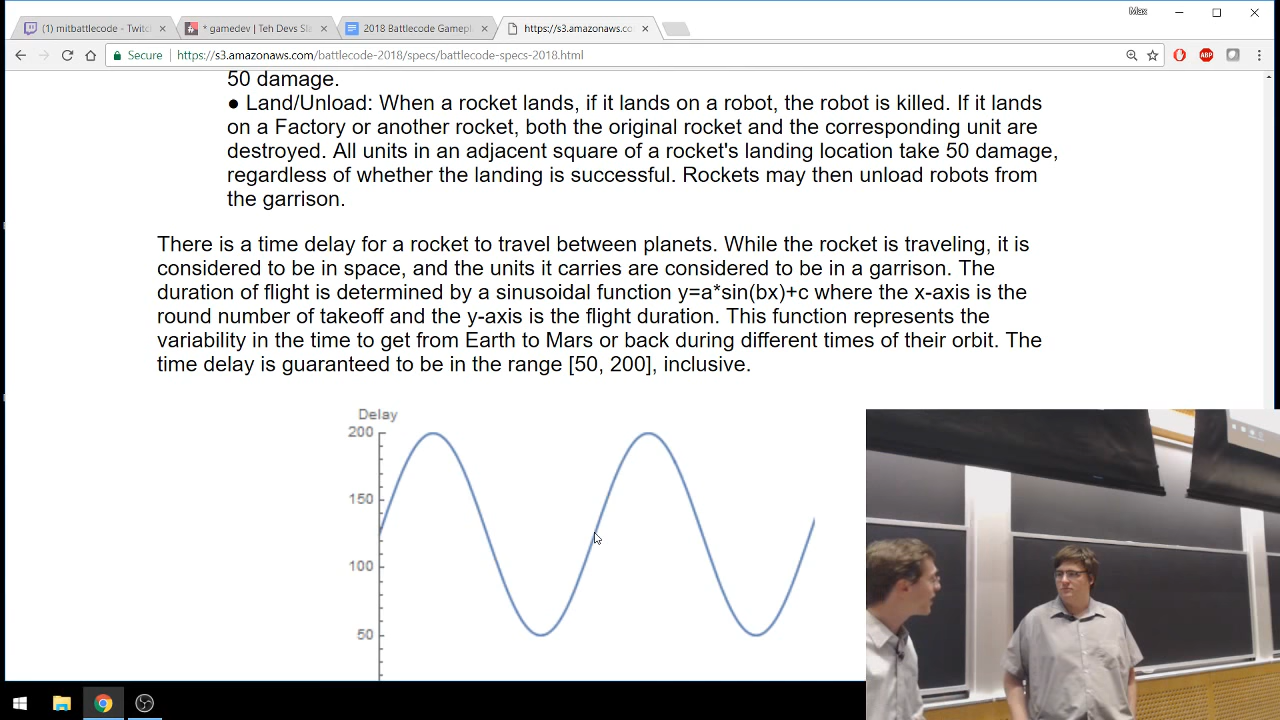 Max
(1) mitbattlecode - Twitch
* gamedev | Teh Devs Sla
2018 Battlecode Gamepl
https://s3.amazonaws.co
Secure
https://s3.amazonaws.com/battlecode-2018/specs/battlecode-specs-2018.html
ABP
50 damage.
● Land/Unload: When a rocket lands, if it lands on a robot, the robot is killed. If it lands
on a Factory or another rocket, both the original rocket and the corresponding unit are
destroyed. All units in an adjacent square of a rocket's landing location take 50 damage,
regardless of whether the landing is successful. Rockets may then unload robots from
the garrison.
There is a time delay for a rocket to travel between planets. While the rocket is traveling, it is
considered to be in space, and the units it carries are considered to be in a garrison. The
duration of flight is determined by a sinusoidal function y=a*sin(bx)+c where the x-axis is the
round number of takeoff and the y-axis is the flight duration. This function represents the
variability in the time to get from Earth to Mars or back during different times of their orbit. The
time delay is guaranteed to be in the range [50, 200], inclusive.
Delay
200
150
100
50